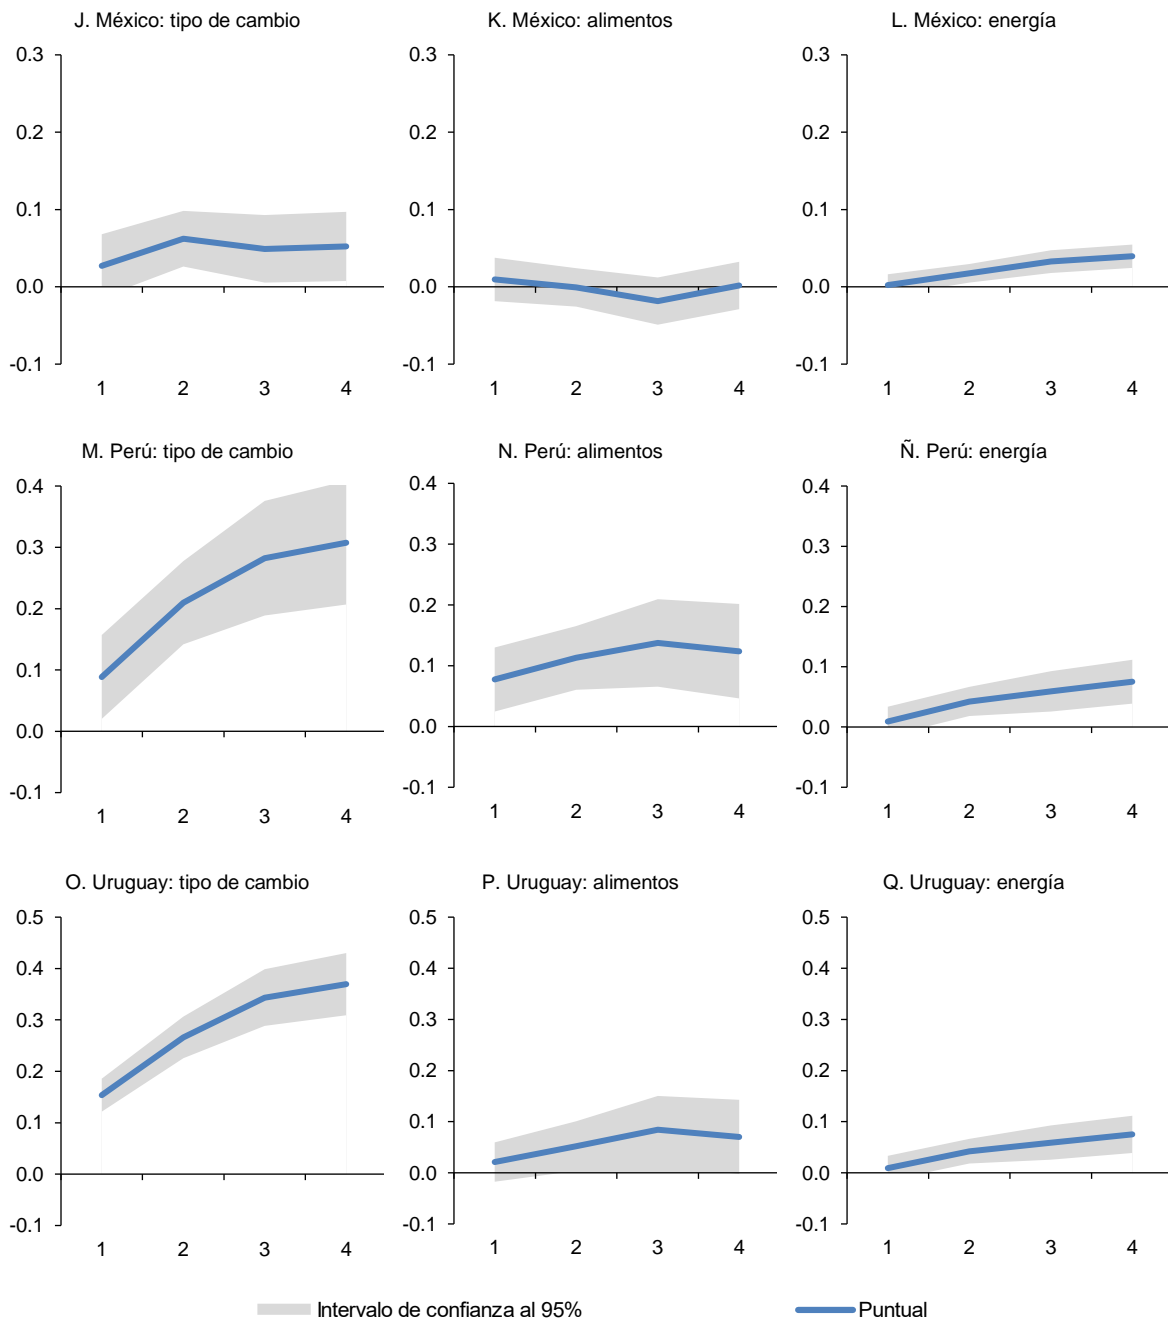 J. México: tipo de cambio
K. México: alimentos
L. México: energía
0.3
0.2
0.1
0.0
-0.1
1 2 3 4
0.3
0.2
0.1
0.0
-0.1
1 2 3 4
0.3
0.2
0.1
0.0
-0.1
1 2 3 4
M. Perú: tipo de cambio
N. Perú: alimentos
Ñ. Perú: energía
0.4
0.3
0.2
0.1
0.0
-0.1
1 2 3 4
0.4
0.3
0.2
0.1
0.0
-0.1
1 2 3 4
0.4
0.3
0.2
0.1
0.0
-0.1
1 2 3 4
O. Uruguay: tipo de cambio
P. Uruguay: alimentos
Q. Uruguay: energía
0.5
0.4
0.3
0.2
0.1
0.0
-0.1
1 2 3 4
0.5
0.4
0.3
0.2
0.1
0.0
-0.1
1 2 3 4
0.5
0.4
0.3
0.2
0.1
0.0
-0.1
1 2 3 4
Intervalo de confianza al 95%
Puntual